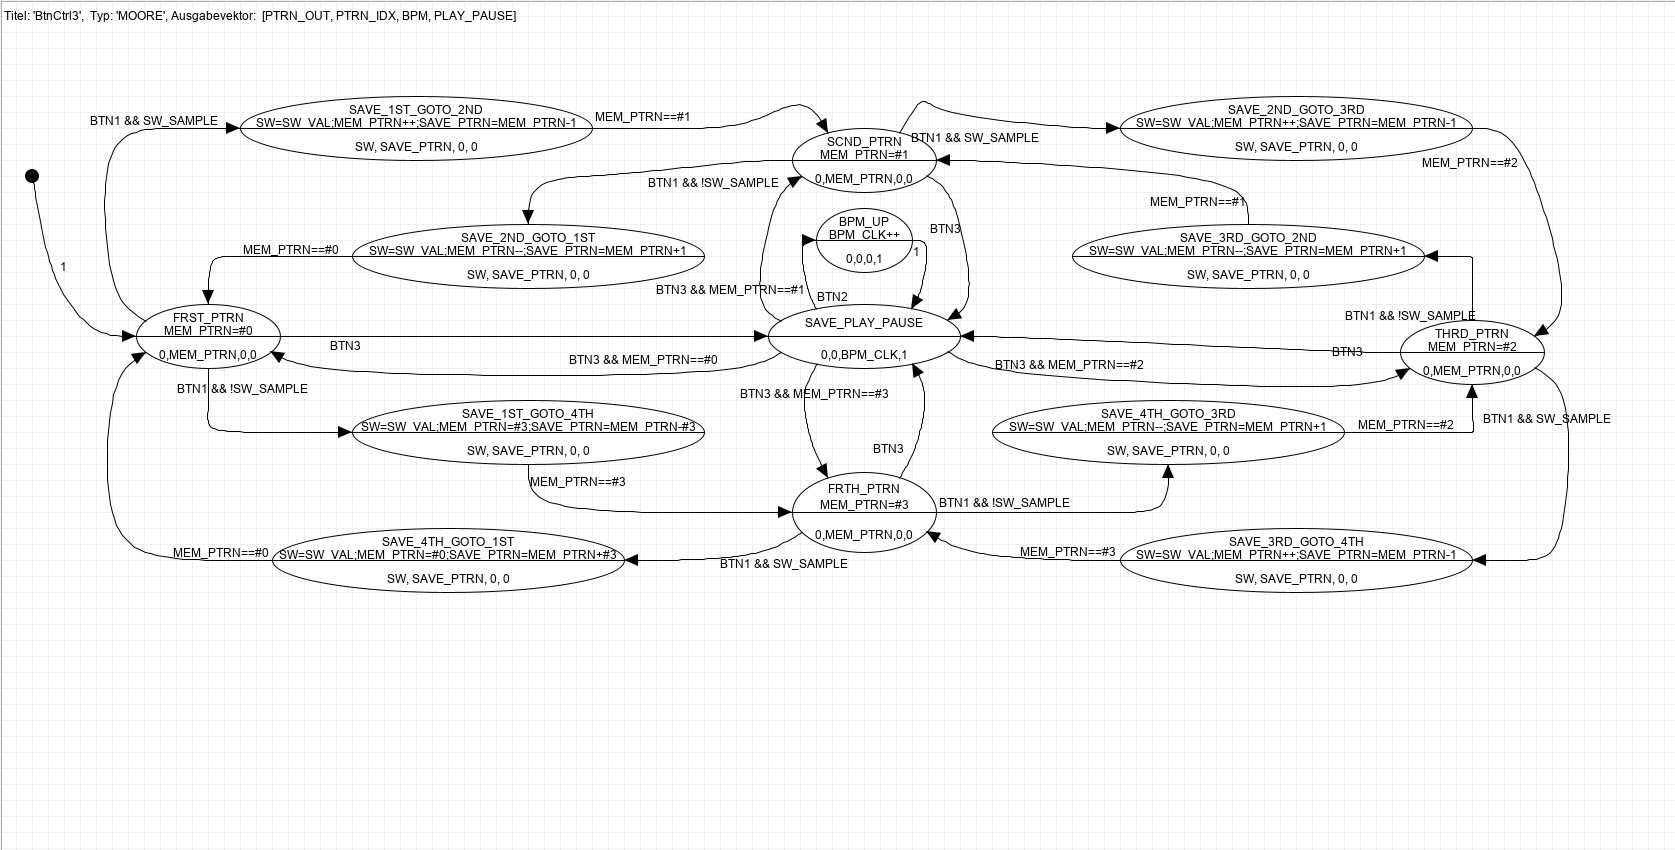 Titel: 'BtnCtrl3', Typ: 'MOORE', Ausgabevektor: [PTRN_OUT, PTRN_IDX, BPM, PLAY_PAUSE]
SAVE_1ST_GOTO_2ND
SW=SW_VAL;MEM_PTRN++;SAVE_PTRN=MEM_PTRN-1
SW, SAVE_PTRN, 0, 0
BTN1 && SW_SAMPLE
MEM_PTRN==#1
SCND_PTRN
MEM_PTRN=#1
0,MEM_PTRN,0,0
BTN1 && SW_SAMPLE
SAVE_2ND_GOTO_3RD
SW=SW_VAL;MEM_PTRN++;SAVE_PTRN=MEM_PTRN-1
SW, SAVE_PTRN, 0, 0
MEM_PTRN==#2
BTN1 && !SW_SAMPLE
MEM_PTRN==#1
BPM_UP
BPM_CLK++
0,0,0,1
BTN3
1
MEM_PTRN==#0
SAVE_2ND_GOTO_1ST
SW=SW_VAL;MEM_PTRN--;SAVE_PTRN=MEM_PTRN+1
SW, SAVE_PTRN, 0, 0
SAVE_3RD_GOTO_2ND
SW=SW_VAL;MEM_PTRN--;SAVE_PTRN=MEM_PTRN+1
SW, SAVE_PTRN, 0, 0
1
BTN3 && MEM_PTRN==#1
BTN2
FRST_PTRN
MEM_PTRN=#0
0,MEM_PTRN,0,0
BTN3
SAVE_PLAY_PAUSE
0,0,BPM_CLK,1
BTN1 && !SW_SAMPLE
THRD_PTRN
MEM_PTRN=#2
0,MEM_PTRN,0,0
BTN3
BTN3 && MEM_PTRN==#0
BTN3 && MEM_PTRN==#2
BTN1 && !SW_SAMPLE
BTN3 && MEM_PTRN==#3
SAVE_1ST_GOTO_4TH
SW=SW_VAL;MEM_PTRN=#3;SAVE_PTRN=MEM_PTRN-#3
SW, SAVE_PTRN, 0, 0
SAVE_4TH_GOTO_3RD
SW=SW_VAL;MEM_PTRN--;SAVE_PTRN=MEM_PTRN+1
SW, SAVE_PTRN, 0, 0
MEM_PTRN==#2
BTN1 && SW_SAMPLE
BTN3
MEM_PTRN==#3
FRTH_PTRN
MEM_PTRN=#3
0,MEM_PTRN,0,0
BTN1 && !SW_SAMPLE
MEM_PTRN==#0
SAVE_4TH_GOTO_1ST
SW=SW_VAL;MEM_PTRN=#0;SAVE_PTRN=MEM_PTRN+#3
SW, SAVE_PTRN, 0, 0
BTN1 && SW_SAMPLE
MEM_PTRN==#3
SAVE_3RD_GOTO_4TH
SW=SW_VAL;MEM_PTRN++;SAVE_PTRN=MEM_PTRN-1
SW, SAVE_PTRN, 0, 0